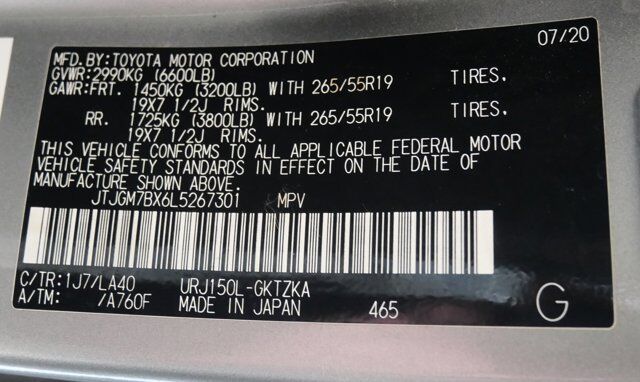 MFD.BY:TOYOTA MOTOR CORPORATION 07/20
GVWR:2990KG (6600LB)
GAWR:FRT. 1450KG (3200LB) WITH 265/55R19 TIRES.
19X7 1/2J RIMS.
RR. 1725KG (3800LB) WITH 265/55R19 TIRES.
19X7 1/2J RIMS.
THIS VEHICLE CONFORMS TO ALL APPLICABLE FEDERAL MOTOR
VEHICLE SAFETY STANDARDS IN EFFECT ON THE DATE OF
MANUFACTURE SHOWN ABOVE.
JTJGM7BX6L5267301 MPV
C/TR:1J7/LA40 URJ150L-GKTZKA
A/TM: /A760F MADE IN JAPAN 465 G